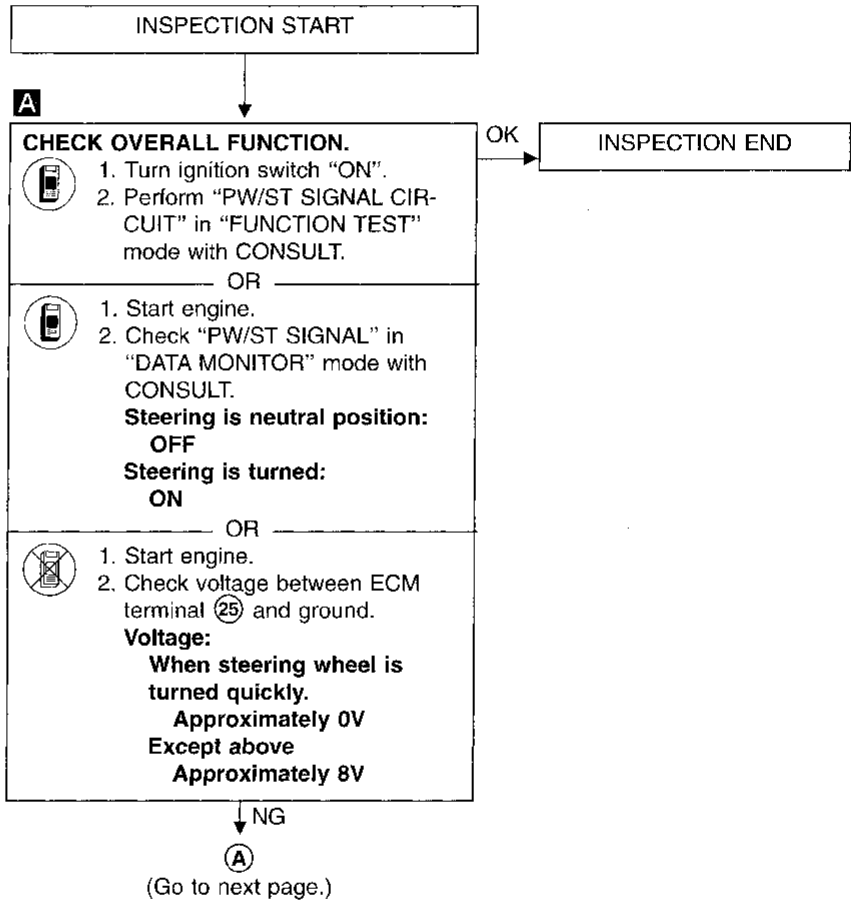 INSPECTION START
A
CHECK OVERALL FUNCTION.
1. Turn ignition switch “ON”.
2. Perform “PW/ST SIGNAL CIR-
CUIT” in “FUNCTION TEST”
mode with CONSULT.
OR
1. Start engine.
2. Check “PW/ST SIGNAL” in
“DATA MONITOR” mode with
CONSULT.
Steering is neutral position:
OFF
Steering is turned:
ON
OR
1. Start engine.
2. Check voltage between ECM
terminal 25 and ground.
Voltage:
When steering wheel is
turned quickly.
Approximately 0V
Except above
Approximately 8V
OK
INSPECTION END
NG
A
(Go to next page.)